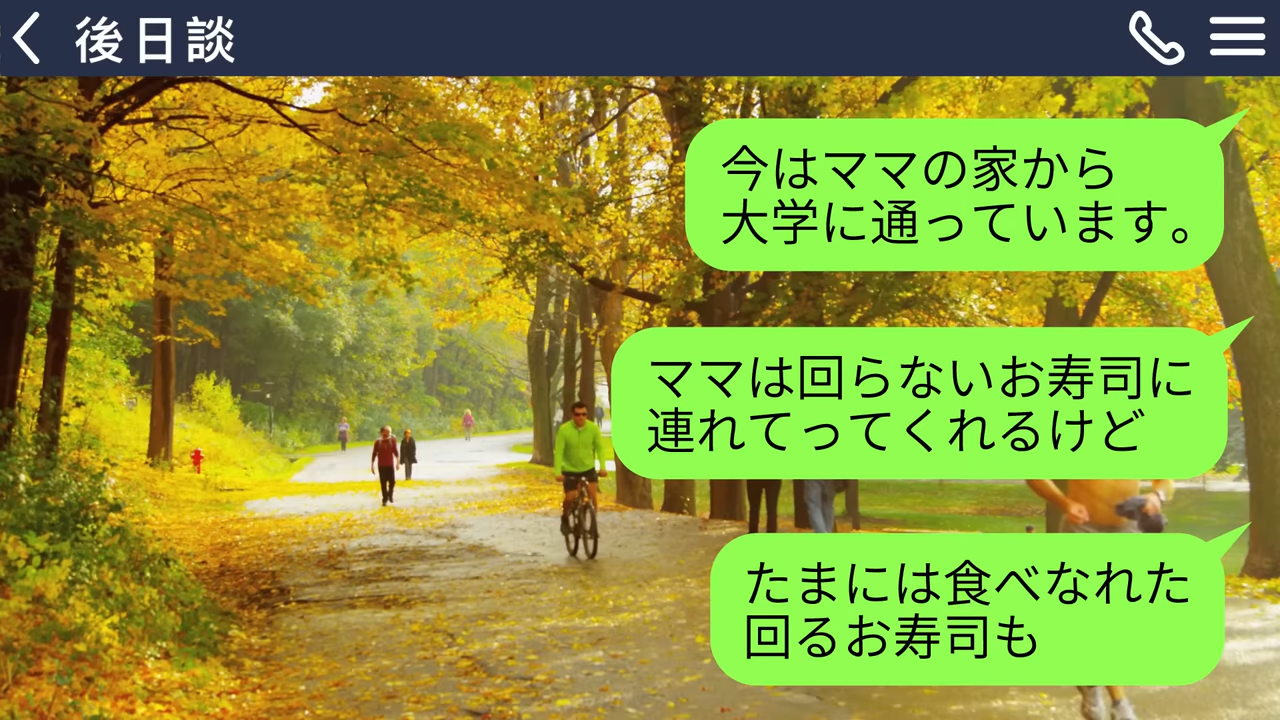 後日談
今はママの家から
大学に通っています。
ママは回らないお寿司に
連れてってくれるけど
たまには食べなれた
回るお寿司も